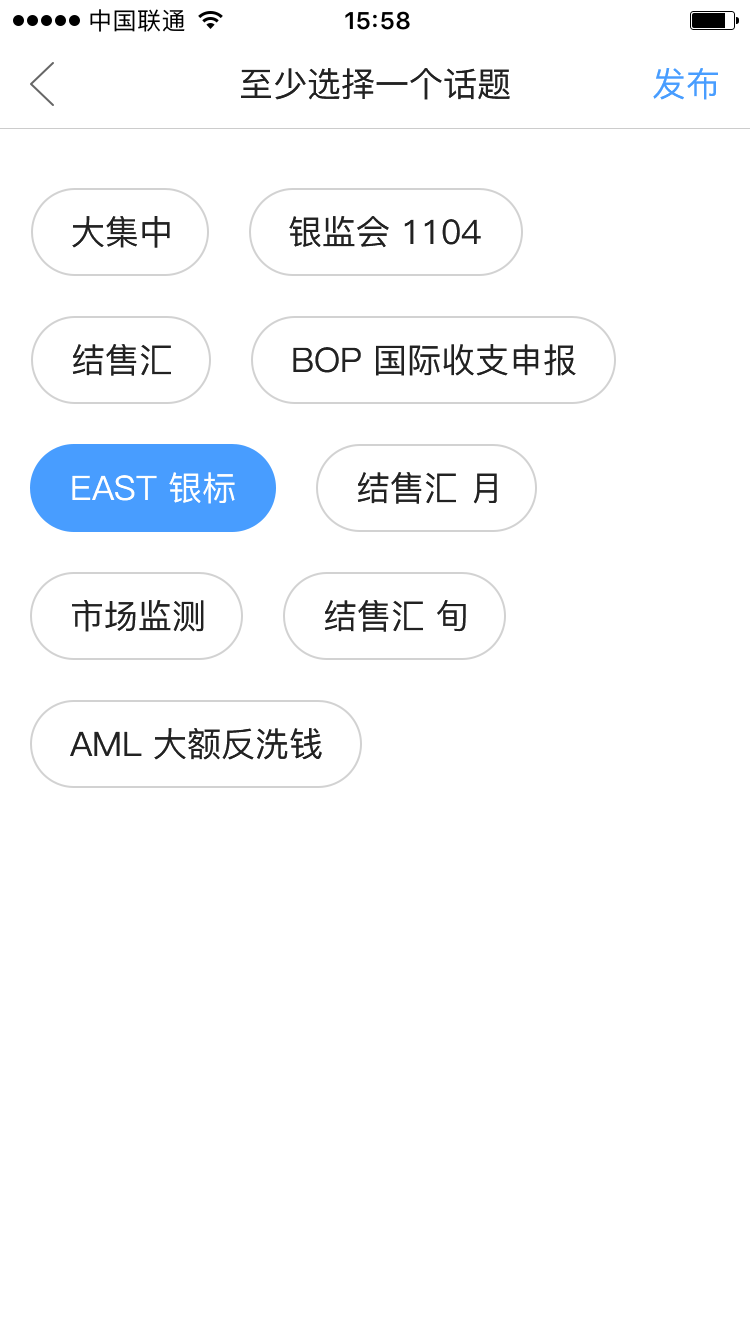 中国联通 15:58
至少选择一个话题 发布
大集中 银监会 1104
结售汇 BOP 国际收支申报
EAST 银标 结售汇 月
市场监测 结售汇 旬
AML 大额反洗钱